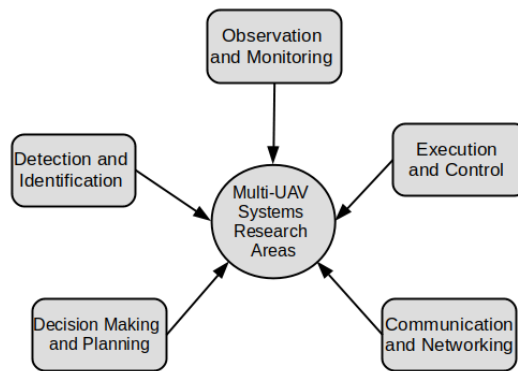 Observation
and Monitoring
Detection and
Identification
Execution
and Control
Multi-UAV
Systems
Research
Areas
Decision Making
and Planning
Communication
and Networking